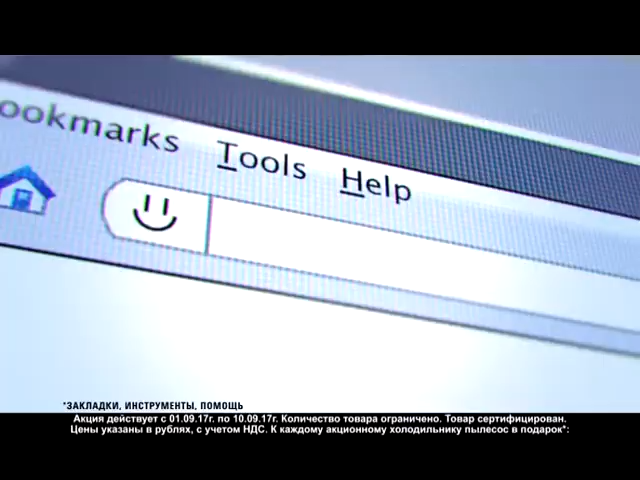 ookmarks Tools Help
*ЗАКЛАДКИ, ИНСТРУМЕНТЫ, ПОМОЩЬ
Акция действует с 01.09.17г. по 10.09.17г. Количество товара ограничено. Товар сертифицирован.
Цены указаны в рублях, с учетом НДС. К каждому акционному холодильнику пылесос в подарок*: